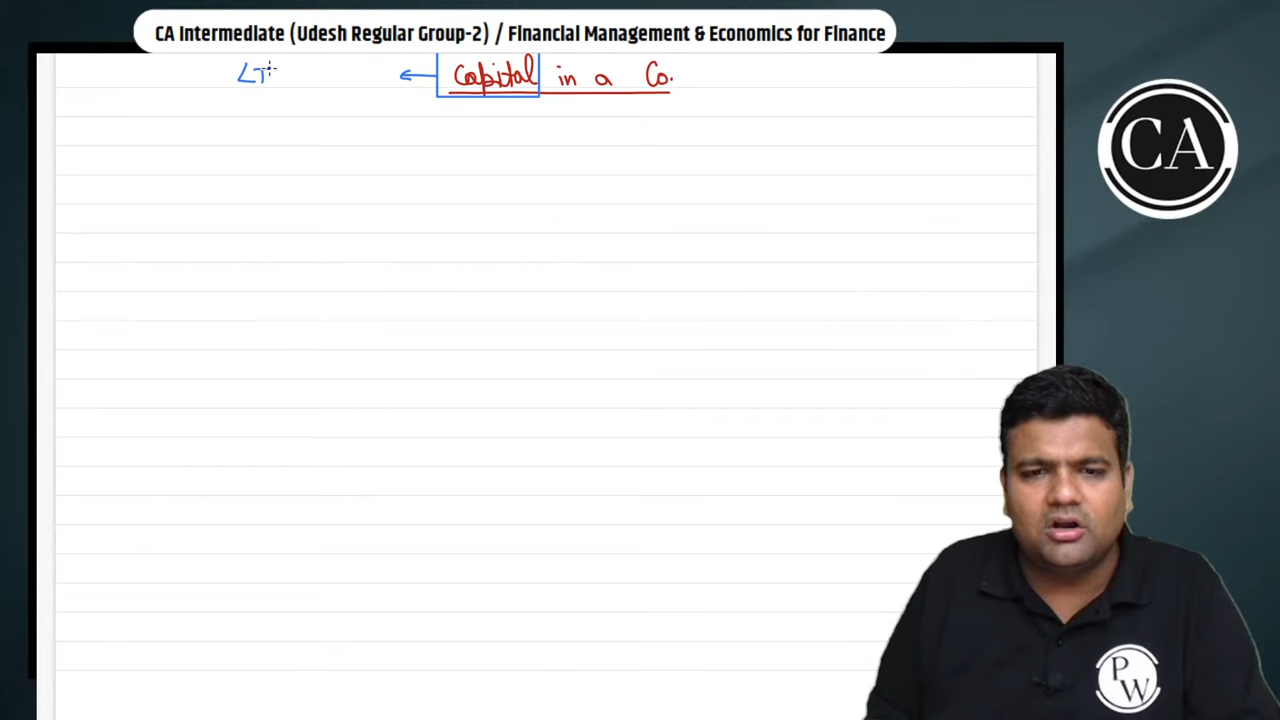 CA Intermediate (Udesh Regular Group-2) / Financial Management & Economics for Finance
LT ← Capital in a Co.
CA
PW